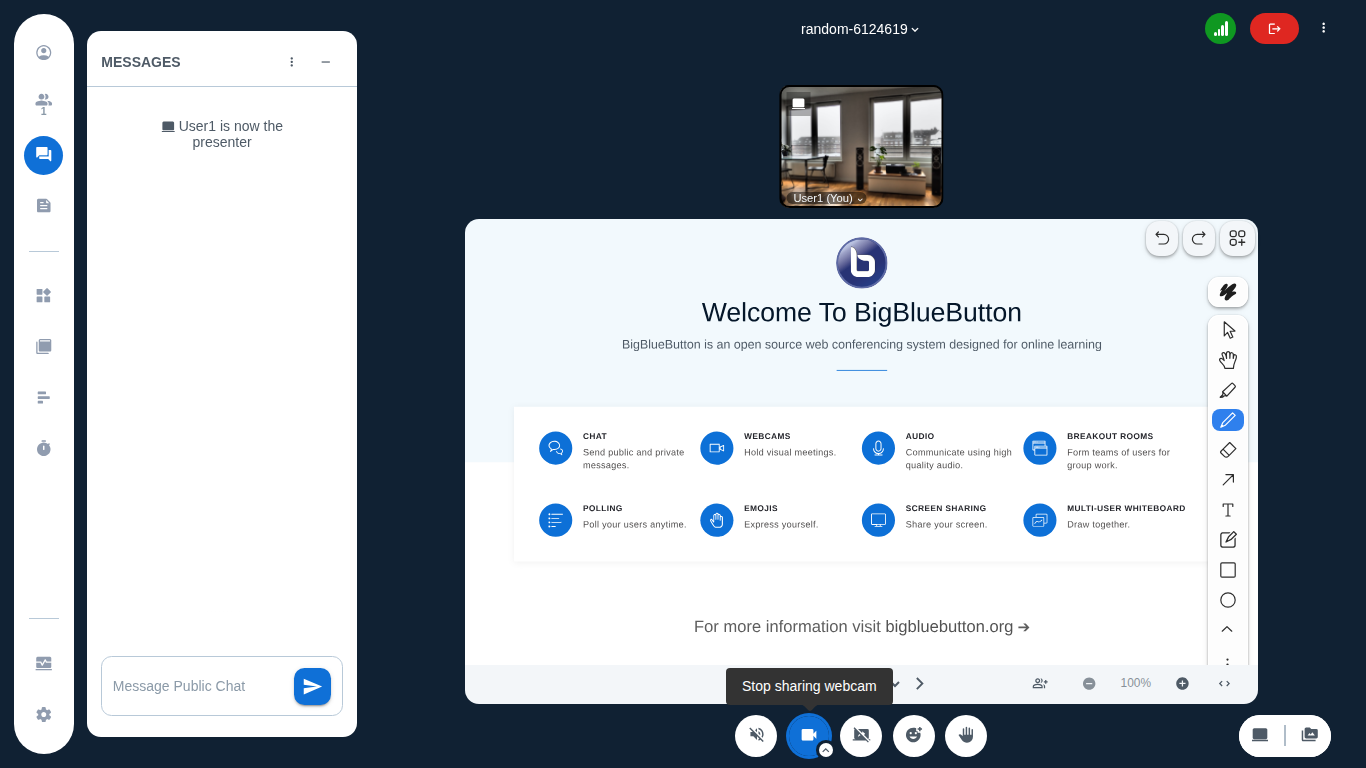 random-6124619
MESSAGES
1
User1 is now the
presenter
User1 (You)
Welcome To BigBlueButton
BigBlueButton is an open source web conferencing system designed for online learning
CHAT
Send public and private
messages.
WEBCAMS
Hold visual meetings.
AUDIO
Communicate using high
quality audio.
BREAKOUT ROOMS
Form teams of users for
group work.
POLLING
Poll your users anytime.
EMOJIS
Express yourself.
SCREEN SHARING
Share your screen.
MULTI-USER WHITEBOARD
Draw together.
For more information visit bigbluebutton.org →
Message Public Chat
Stop sharing webcam
100%